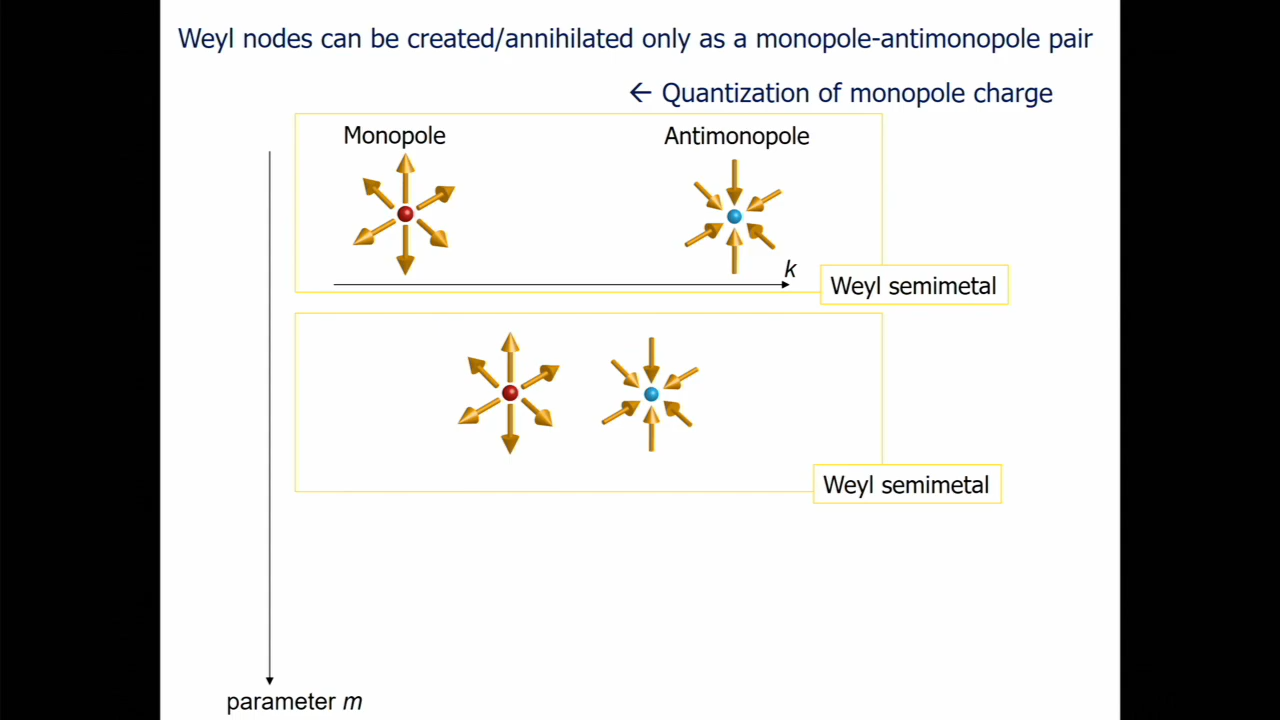 Weyl nodes can be created/annihilated only as a monopole-antimonopole pair
← Quantization of monopole charge
Monopole
Antimonopole
k
Weyl semimetal
Weyl semimetal
parameter m